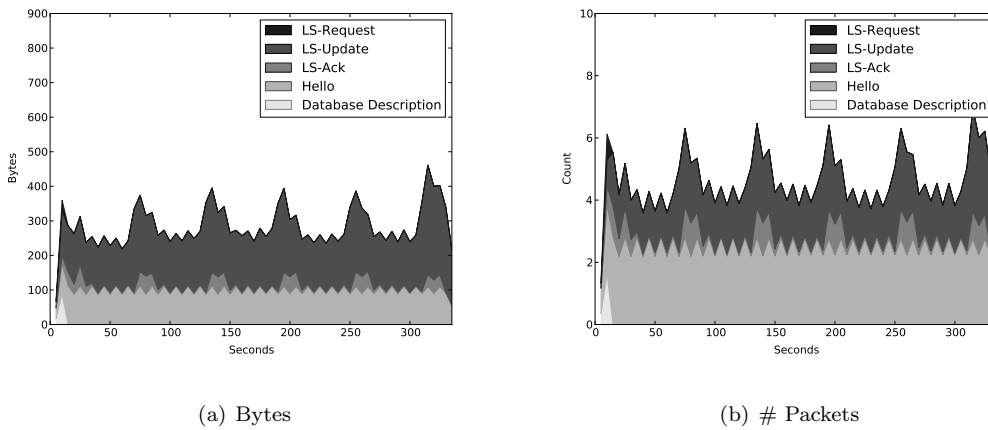 900
800
700
600
500
400
300
200
100
0
Bytes
LS-Request
LS-Update
LS-Ack
Hello
Database Description
0 50 100 150 200 250 300
Seconds
(a) Bytes
10
8
6
4
2
0
Count
LS-Request
LS-Update
LS-Ack
Hello
Database Description
0 50 100 150 200 250 300
Seconds
(b) # Packets